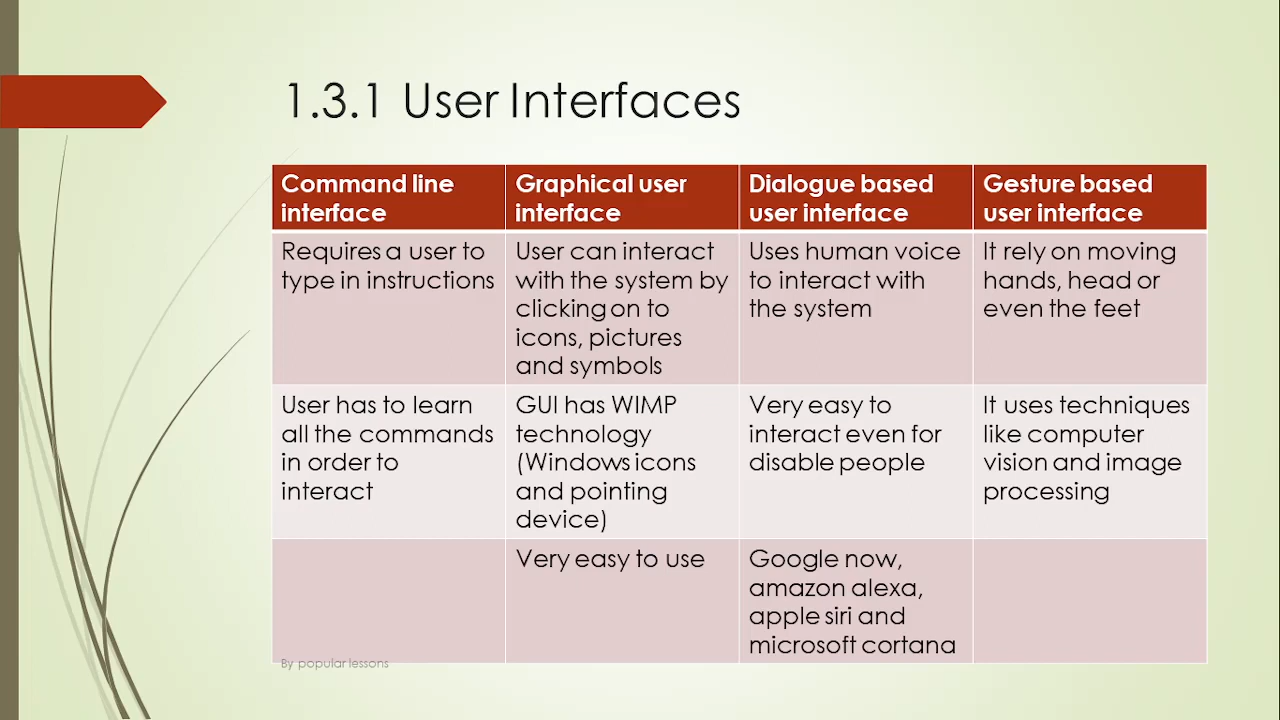 1.3.1 User Interfaces
Command line
interface
Graphical user
interface
Dialogue based
user interface
Gesture based
user interface
Requires a user to
type in instructions
User can interact
with the system by
clicking on to
icons, pictures
and symbols
Uses human voice
to interact with
the system
It rely on moving
hands, head or
even the feet
User has to learn
all the commands
in order to
interact
GUI has WIMP
technology
(Windows icons
and pointing
device)
Very easy to
interact even for
disable people
It uses techniques
like computer
vision and image
processing
Very easy to use
Google now,
amazon alexa,
apple siri and
microsoft cortana
By popular lessons